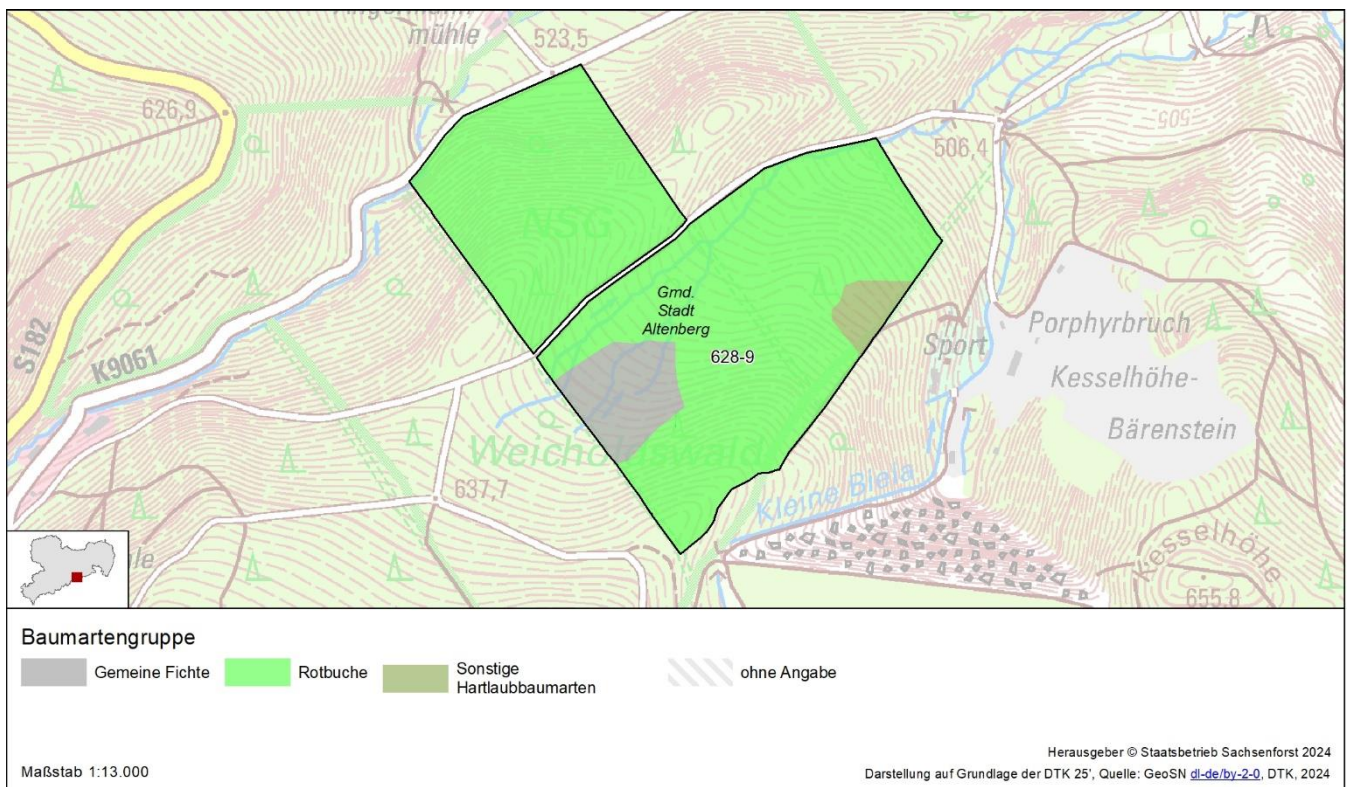 mühle
523,5
626,9
505
506,4
NSG
S182
K9061
Gmd.
Stadt
Altenberg
628-9
Sport
Porphyrbruch
Kesselhöhe-
Bärenstein
Weicholdswald
637,7
Kleine Biela
Kesselhöhe
655,8
Baumartengruppe
Gemeine Fichte
Rotbuche
Sonstige
Hartlaubbaumarten
ohne Angabe
Maßstab 1:13.000
Herausgeber © Staatsbetrieb Sachsenforst 2024
Darstellung auf Grundlage der DTK 25', Quelle: GeoSN dl-de/by-2-0, DTK, 2024